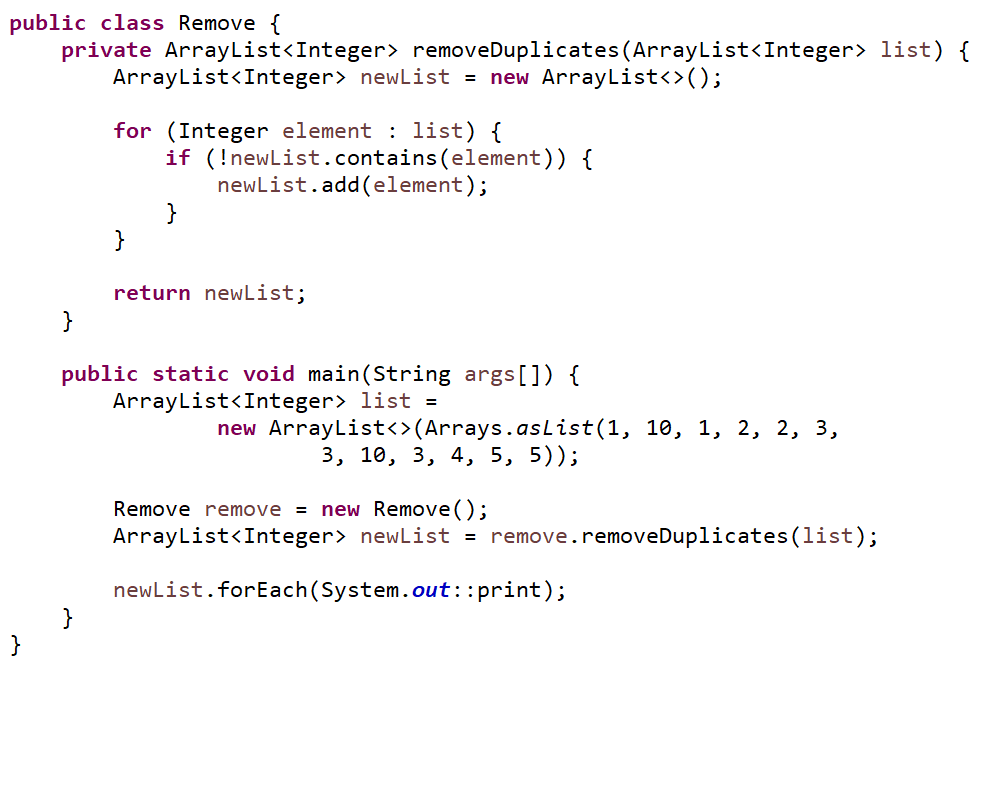 public class Remove {
    private ArrayList<Integer> removeDuplicates(ArrayList<Integer> list) {
        ArrayList<Integer> newList = new ArrayList<>();

        for (Integer element : list) {
            if (!newList.contains(element)) {
                newList.add(element);
            }
        }

        return newList;
    }

    public static void main(String args[]) {
        ArrayList<Integer> list =
                new ArrayList<>(Arrays.asList(1, 10, 1, 2, 2, 3,
                        3, 10, 3, 4, 5, 5));

        Remove remove = new Remove();
        ArrayList<Integer> newList = remove.removeDuplicates(list);

        newList.forEach(System.out::print);
    }
}